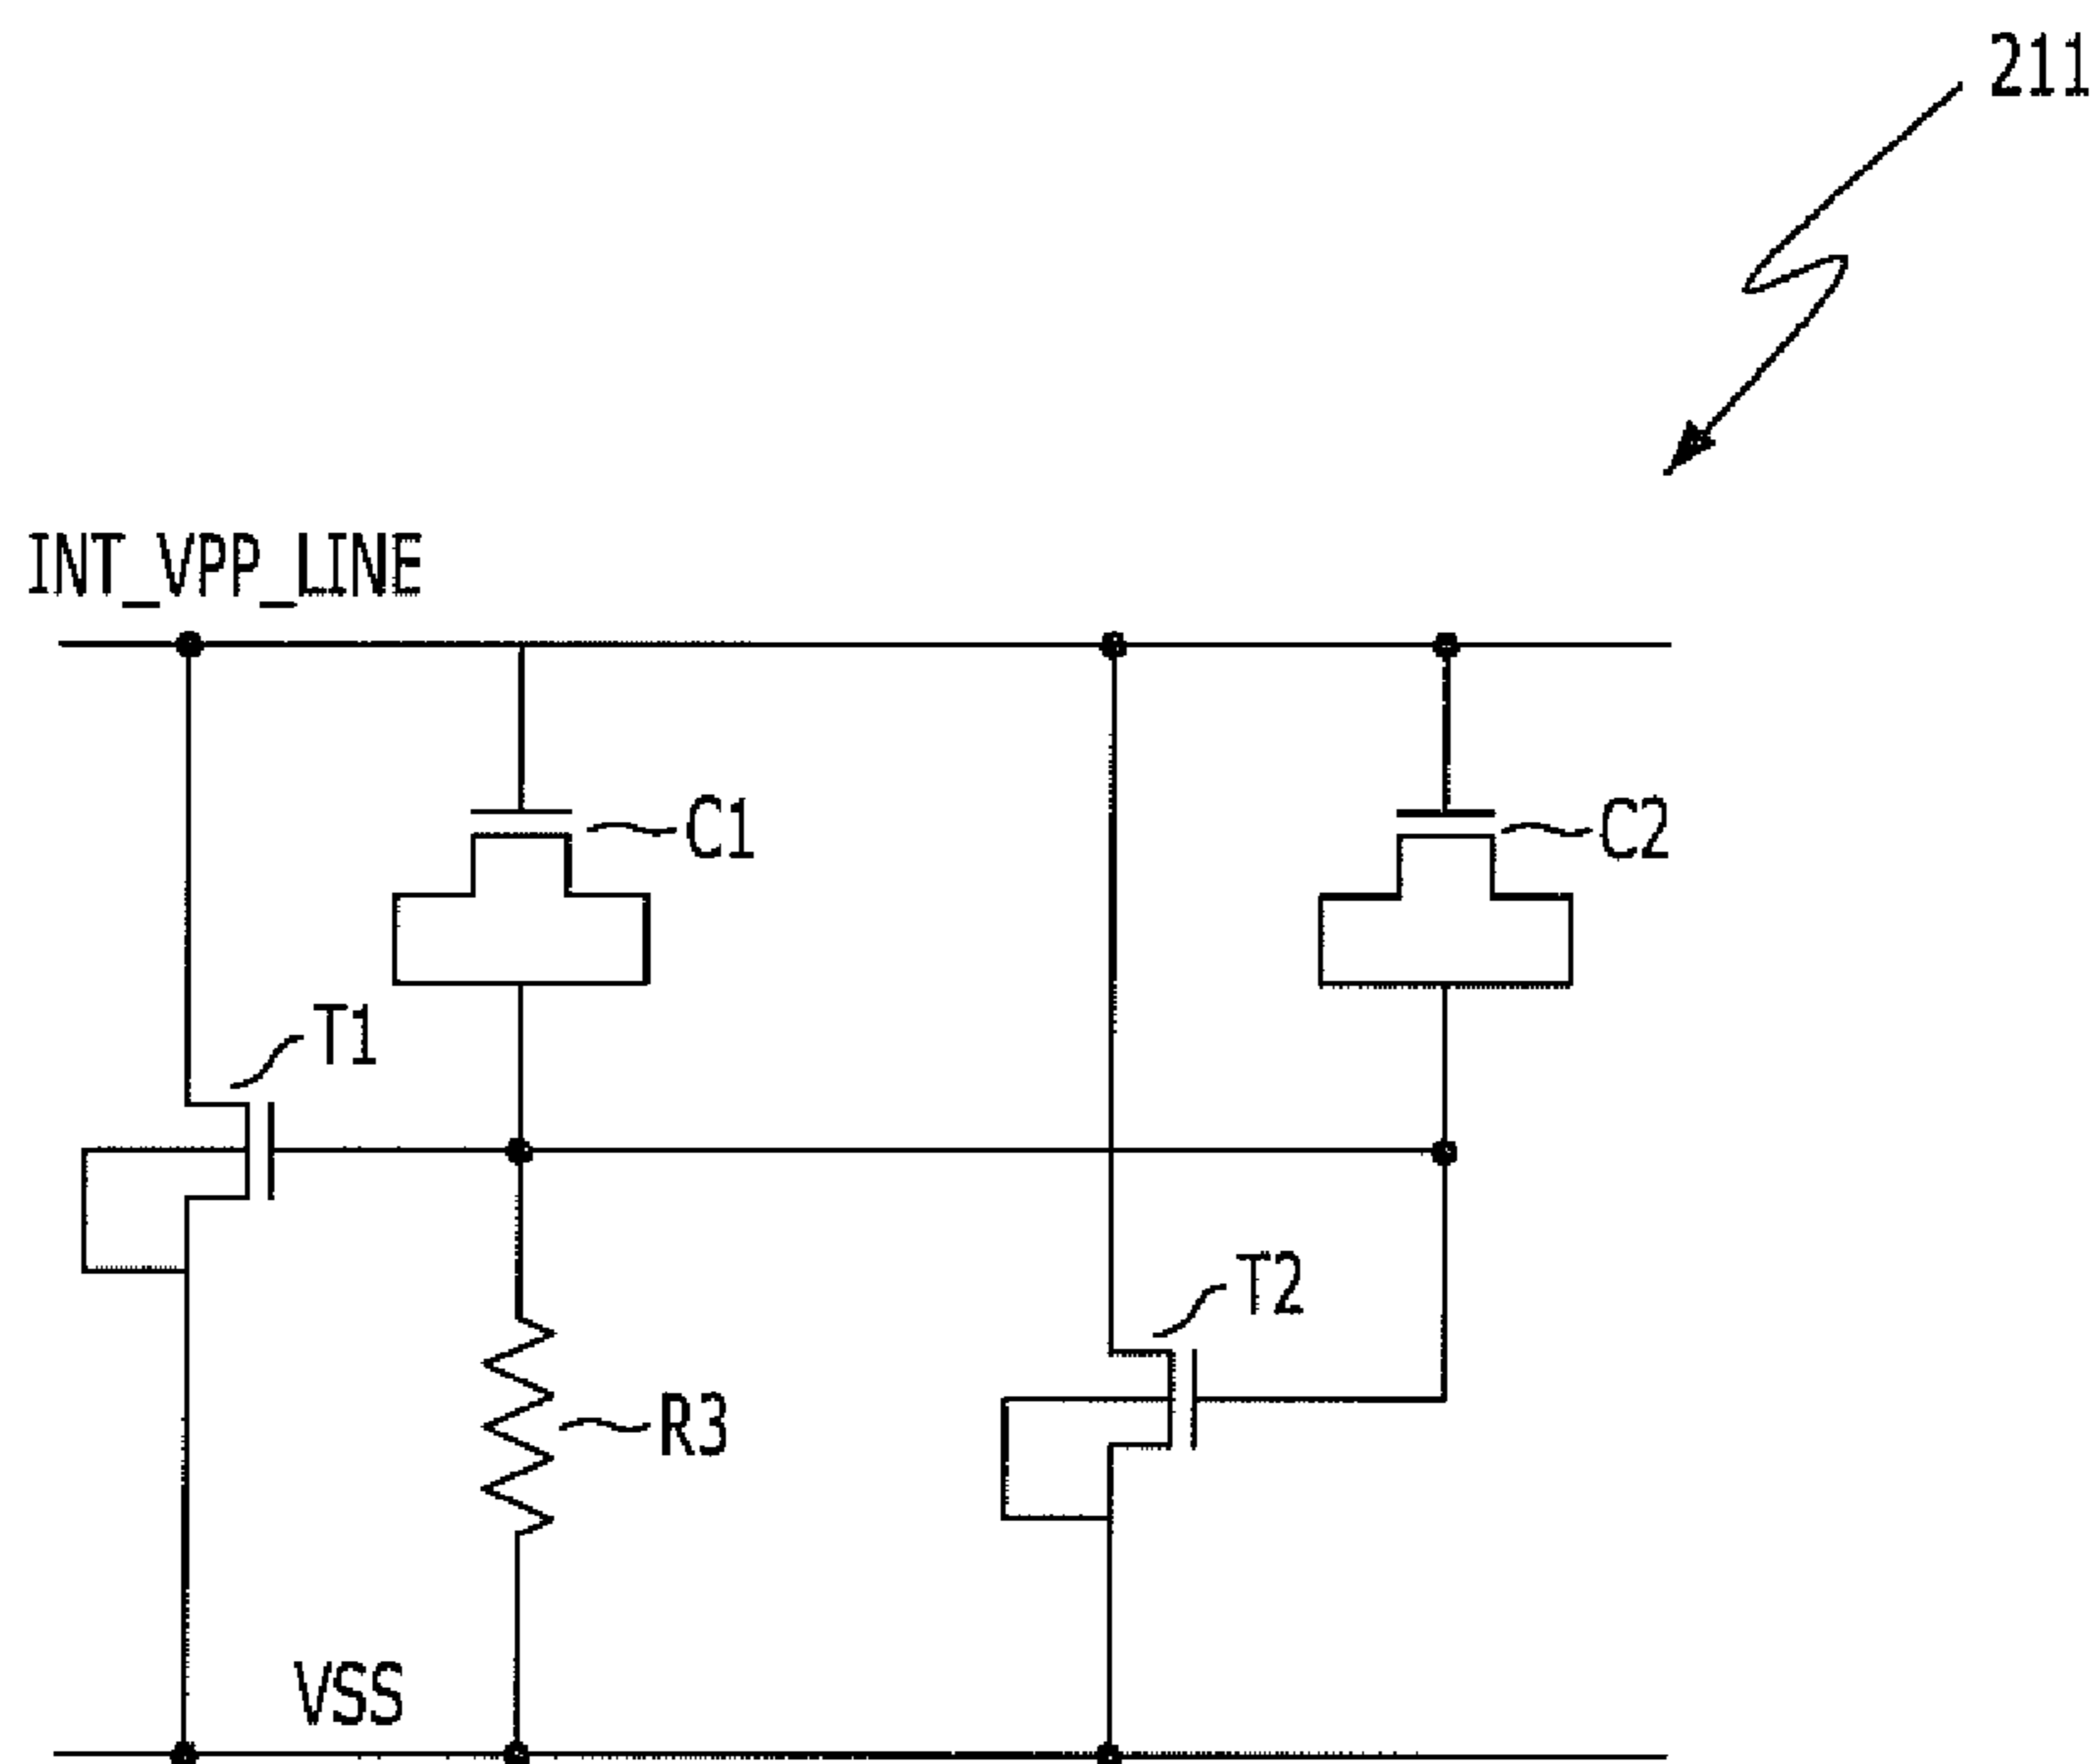 211
INT_VPP_LINE
C1
C2
T1
T2
R3
VSS